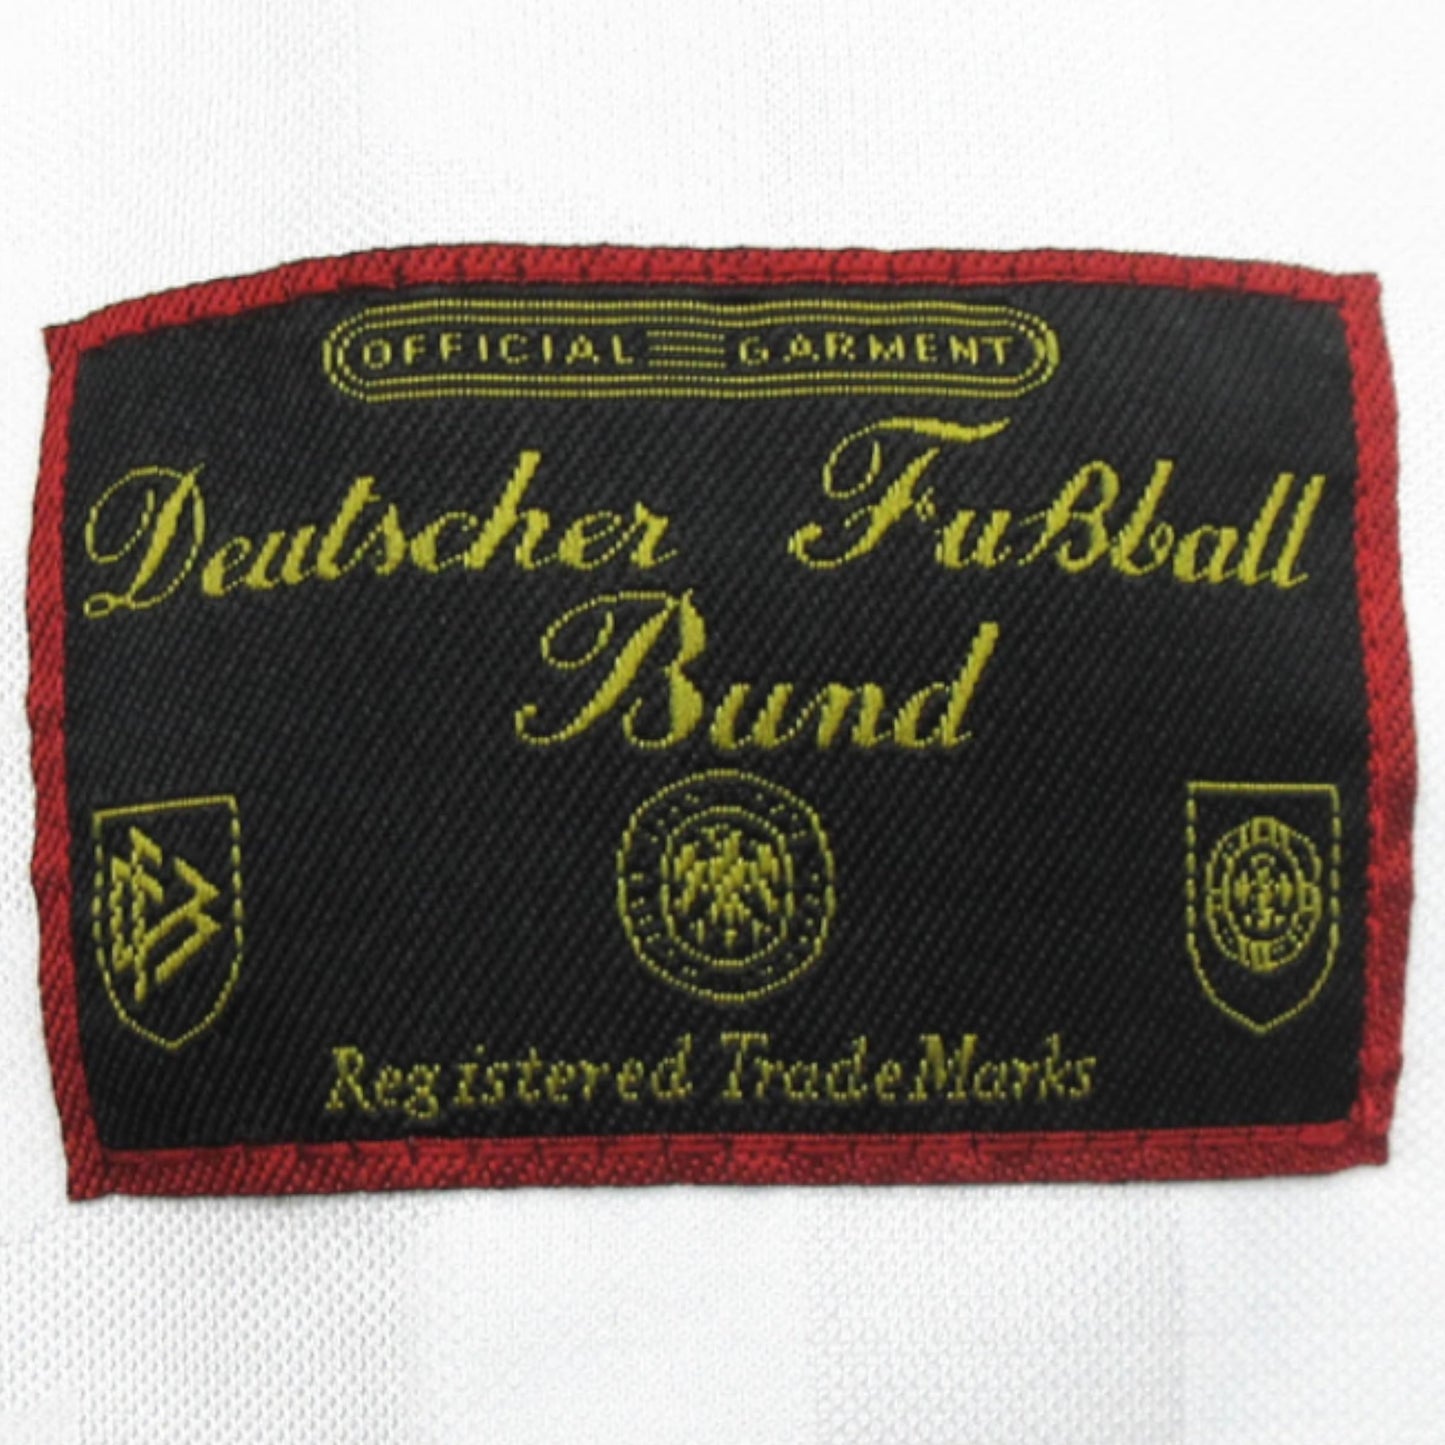 OFFICIAL GARMENT
Deutscher Fußball
Bund
Registered TradeMarks